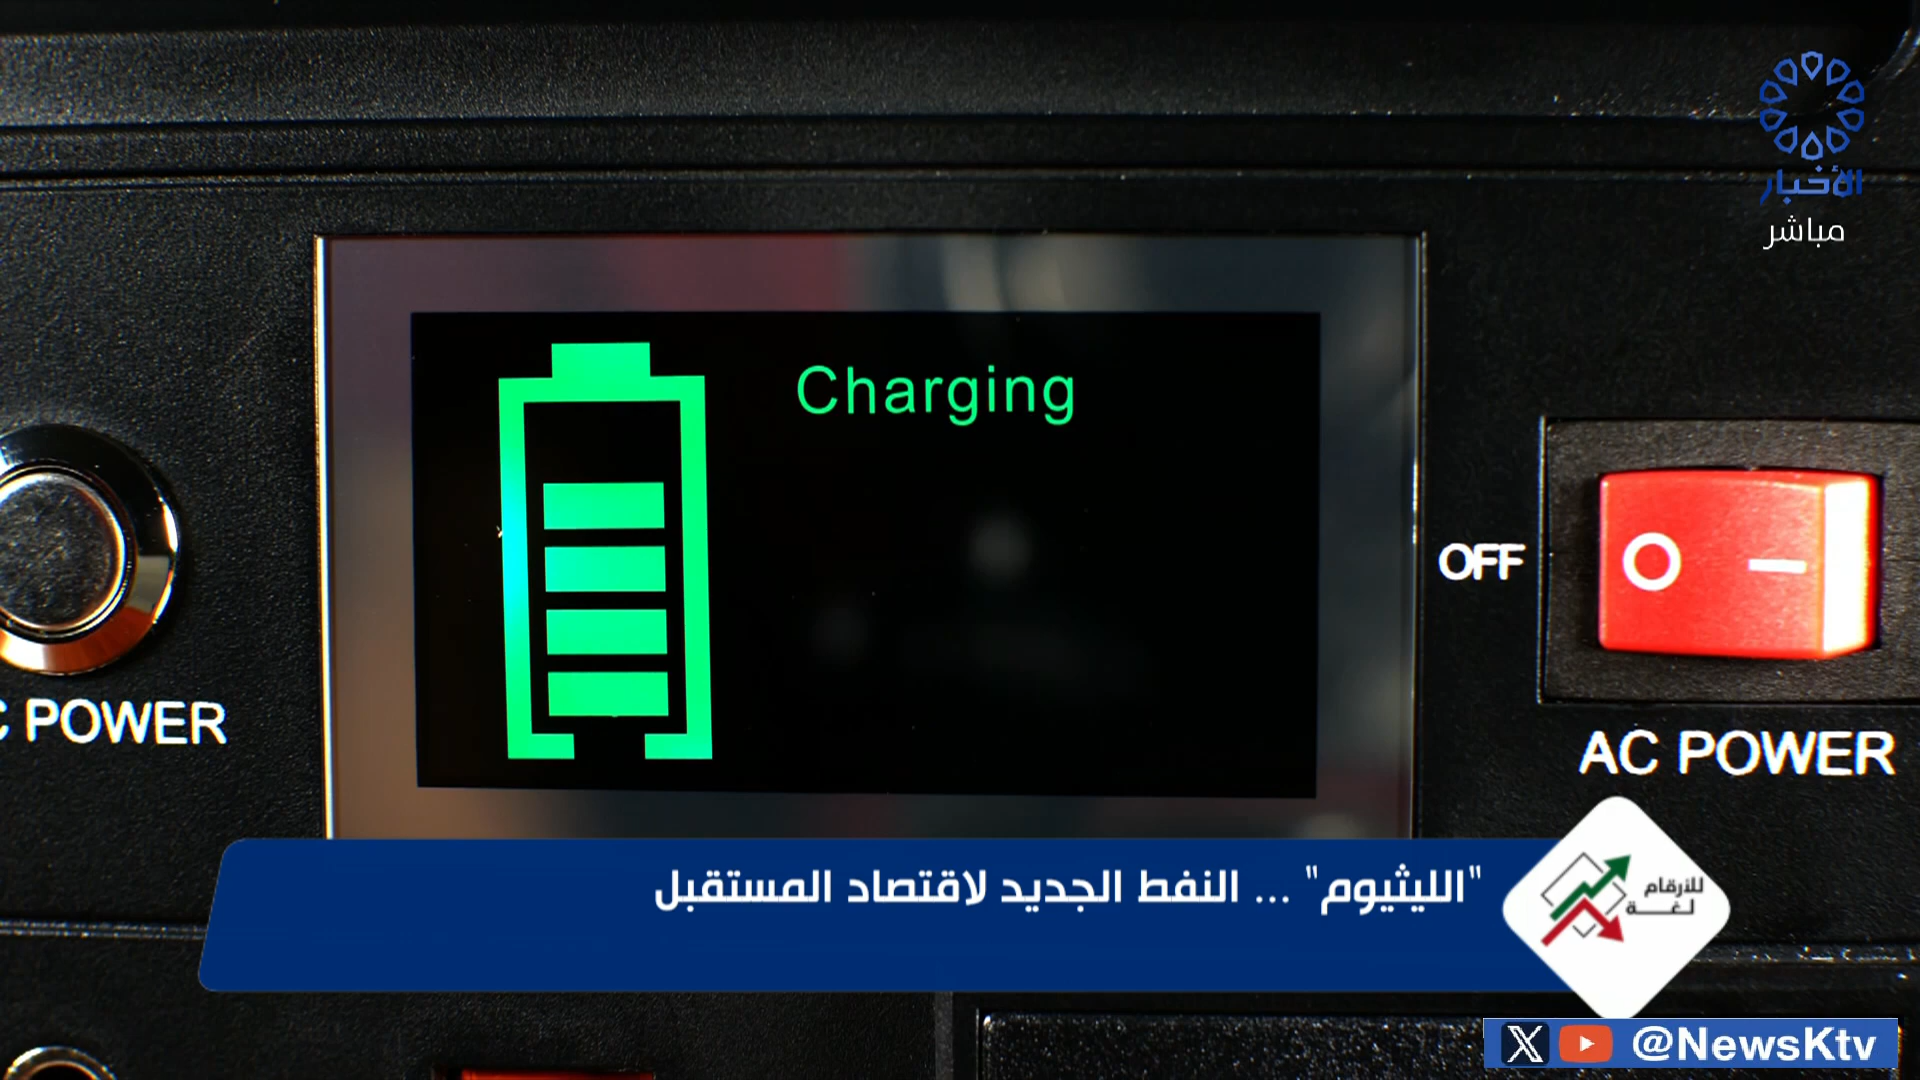 الأخبار
مباشر
Charging
OFF
C POWER
AC POWER
"الليثيوم" ... النفط الجديد لاقتصاد المستقبل
للأرقام
لغة
@NewsKtv